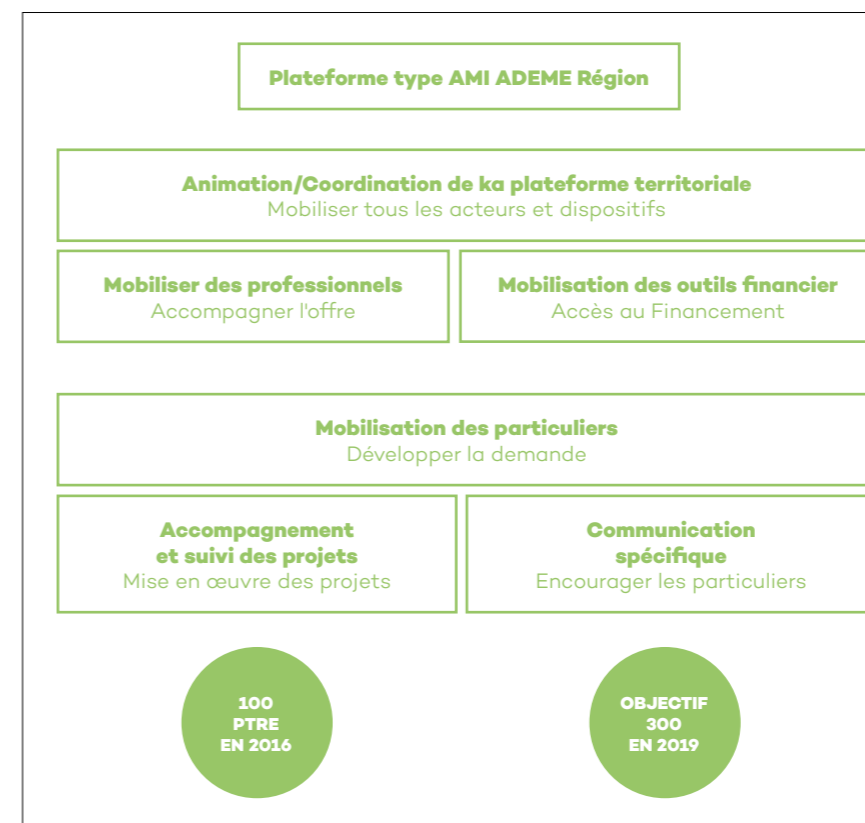 Plateforme type AMI ADEME Région
Animation/Coordination de ka plateforme territoriale
Mobiliser tous les acteurs et dispositifs
Mobiliser des professionnels
Accompagner l'offre
Mobilisation des outils financier
Accès au Financement
Mobilisation des particuliers
Développer la demande
Accompagnement
et suivi des projets
Mise en œuvre des projets
Communication
spécifique
Encourager les particuliers
100
PTRE
EN 2016
OBJECTIF
300
EN 2019